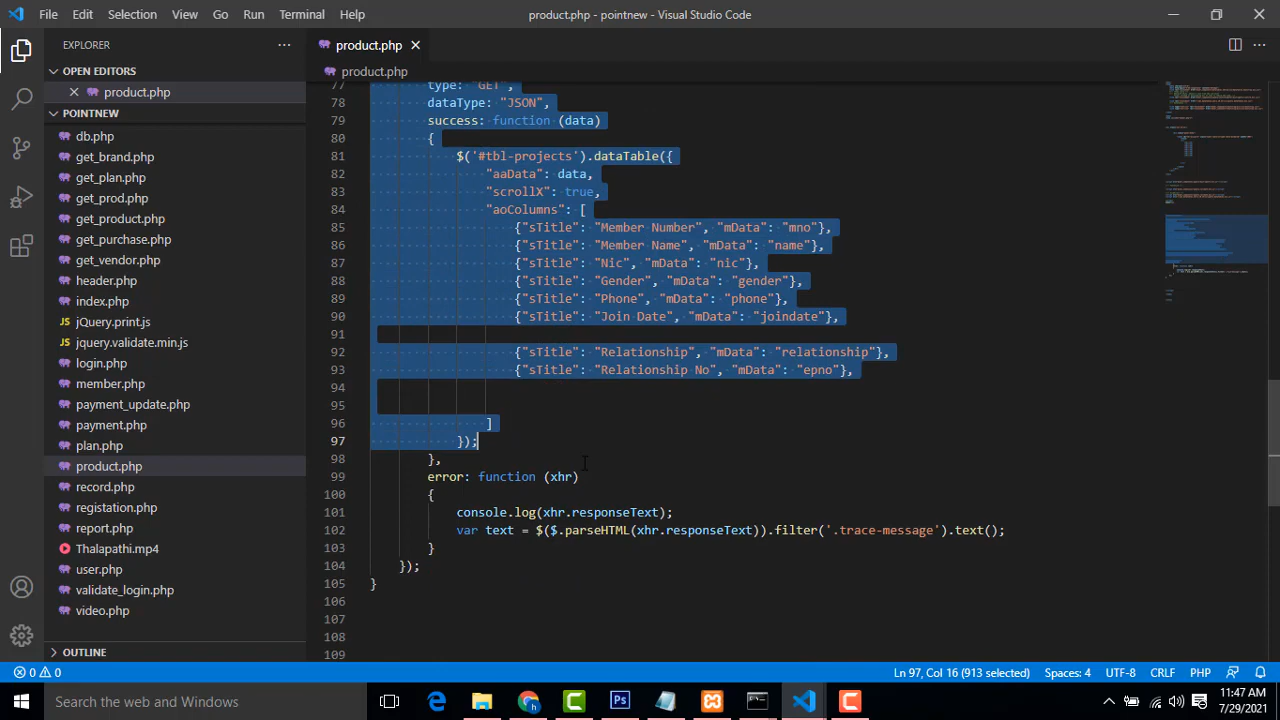 File Edit Selection View Go Run Terminal Help
product.php - pointnew - Visual Studio Code
EXPLORER
product.php
OPEN EDITORS
product.php
product.php
POINTNEW
db.php
get_brand.php
get_plan.php
get_prod.php
get_product.php
get_purchase.php
get_vendor.php
header.php
index.php
jQuery.print.js
jquery.validate.min.js
login.php
member.php
payment_update.php
payment.php
plan.php
product.php
record.php
registation.php
report.php
Thalapathi.mp4
user.php
validate_login.php
video.php
OUTLINE
77 type: "GET",
78 dataType: "JSON",
79 success: function (data)
80 {
81 $('#tbl-projects').dataTable({
82 "aaData": data,
83 "scrollX": true,
84 "aoColumns": [
85 {"sTitle": "Member Number", "mData": "mno"},
86 {"sTitle": "Member Name", "mData": "name"},
87 {"sTitle": "Nic", "mData": "nic"},
88 {"sTitle": "Gender", "mData": "gender"},
89 {"sTitle": "Phone", "mData": "phone"},
90 {"sTitle": "Join Date", "mData": "joindate"},
91
92 {"sTitle": "Relationship", "mData": "relationship"},
93 {"sTitle": "Relationship No", "mData": "epno"},
94
95
96 ]
97 });
98 },
99 error: function (xhr)
100 {
101 console.log(xhr.responseText);
102 var text = $($.parseHTML(xhr.responseText)).filter('.trace-message').text();
103 }
104 });
105 }
106
107
108
109
0 0 Ln 97, Col 16 (913 selected) Spaces: 4 UTF-8 CRLF PHP
Search the web and Windows
11:47 AM
7/29/2021